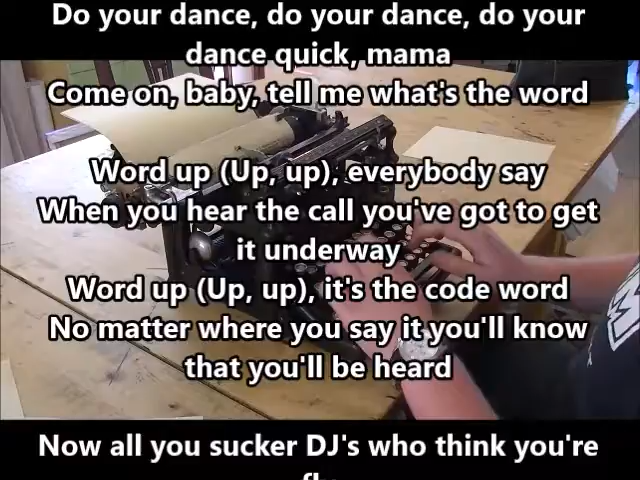 Do your dance, do your dance, do your
dance quick, mama
Come on, baby, tell me what's the word
Word up (Up, up), everybody say
When you hear the call you've got to get
it underway
Word up (Up, up), it's the code word
No matter where you say it you'll know
that you'll be heard
Now all you sucker DJ's who think you're